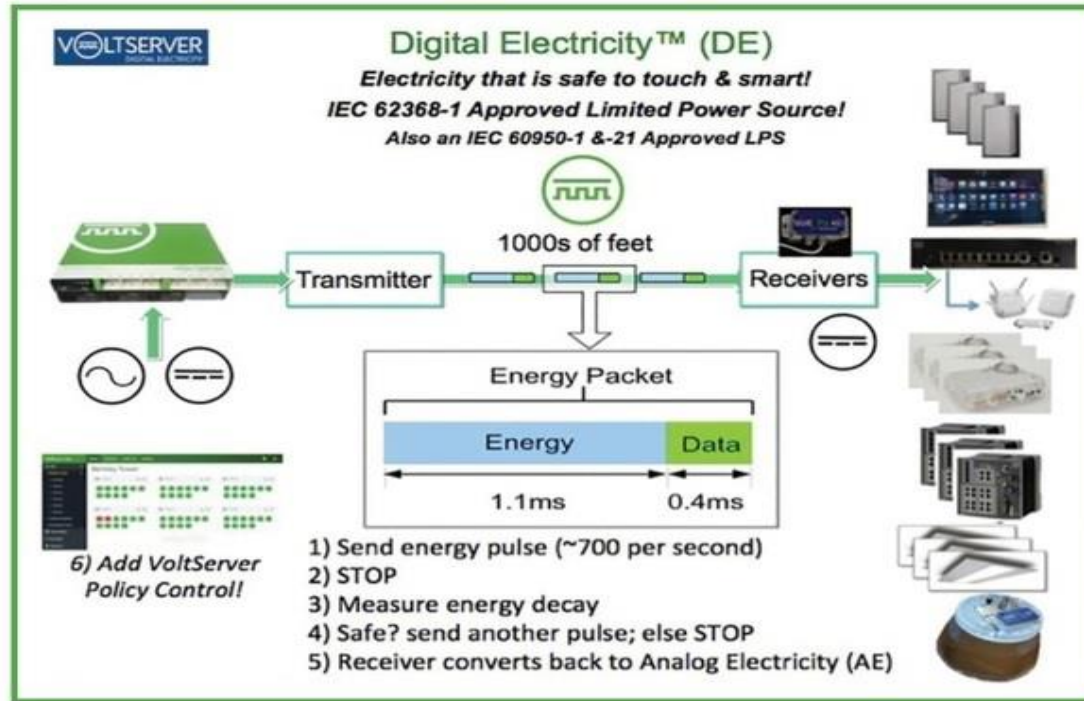 VOLTSERVER
DIGITAL ELECTRICITY
Digital Electricity™ (DE)
Electricity that is safe to touch & smart!
IEC 62368-1 Approved Limited Power Source!
Also an IEC 60950-1 &-21 Approved LPS
1000s of feet
Transmitter
Receivers
Energy Packet
Energy
Data
1.1ms
0.4ms
6) Add VoltServer
Policy Control!
1) Send energy pulse (~700 per second)
2) STOP
3) Measure energy decay
4) Safe? send another pulse; else STOP
5) Receiver converts back to Analog Electricity (AE)